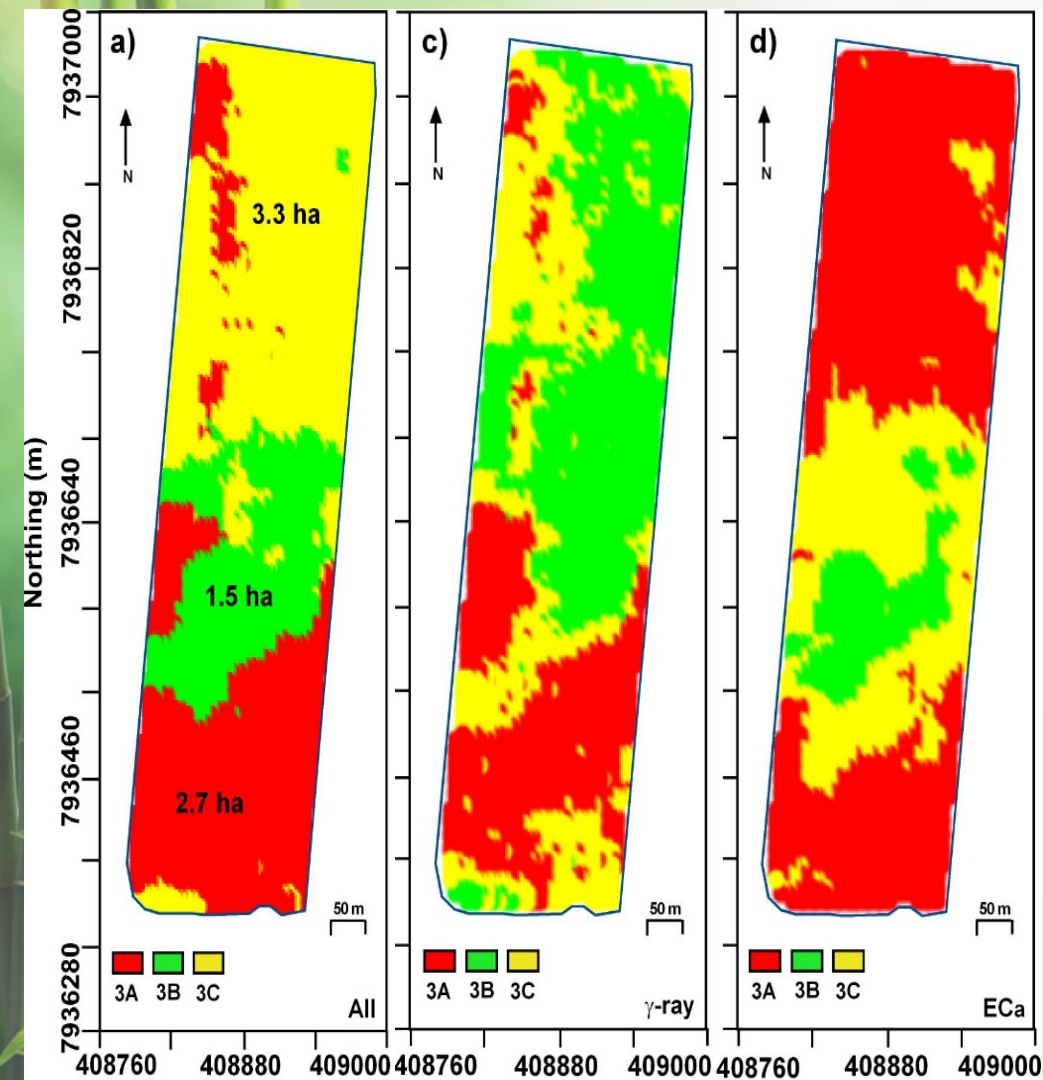 a)
N
3.3 ha
1.5 ha
2.7 ha
50 m
3A 3B 3C
All
c)
N
50 m
3A 3B 3C
γ-ray
d)
N
50 m
3A 3B 3C
ECa
Northing (m)
7937000
7936820
7936640
7936460
7936280
408760 408880 409000
408760 408880 409000
408760 408880 409000